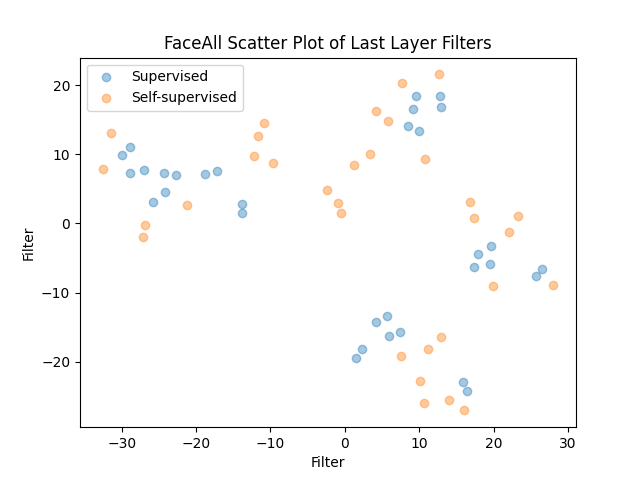 FaceAll Scatter Plot of Last Layer Filters
Supervised
Self-supervised
20
10
0
−10
−20
Filter
−30
−20
−10
0
10
20
30
Filter